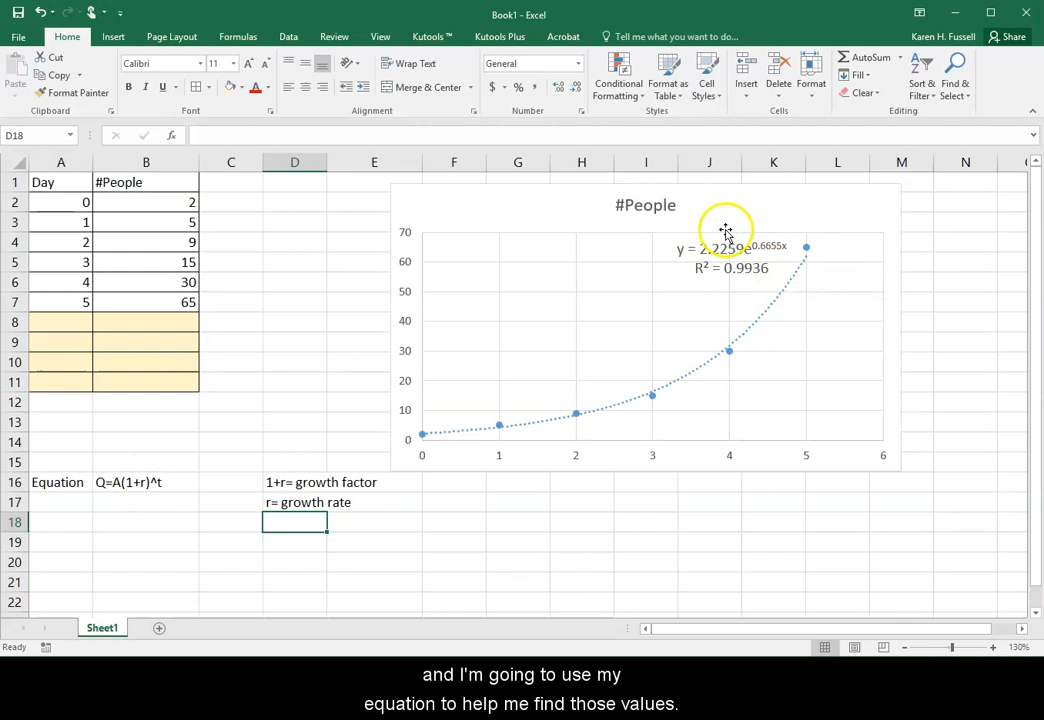 Book1 - Excel
File Home Insert Page Layout Formulas Data Review View Kutools ™ Kutools Plus Acrobat Tell me what you want to do... Karen H. Fussell Share
Paste
Cut
Copy
Format Painter
Clipboard
Calibri 11
B I U
Font
Wrap Text
Merge & Center
Alignment
General
$ % ,
Number
Conditional Formatting
Format as Table
Cell Styles
Styles
Insert Delete Format
Cells
AutoSum
Fill
Clear
Sort & Filter
Find & Select
Editing
D18 fx
A B C D E F G H I J K L M N
1 Day #People
2 0 2
3 1 5
4 2 9
5 3 15
6 4 30
7 5 65
8
9
10
11
12
13
14
15
16 Equation Q=A(1+r)^t 1+r= growth factor
17 r= growth rate
18
19
20
21
22
#People
y = 2.2259e^0.6655x
R² = 0.9936
70
60
50
40
30
20
10
0
0 1 2 3 4 5 6
Sheet1
Ready 130%
and I'm going to use my
equation to help me find those values.